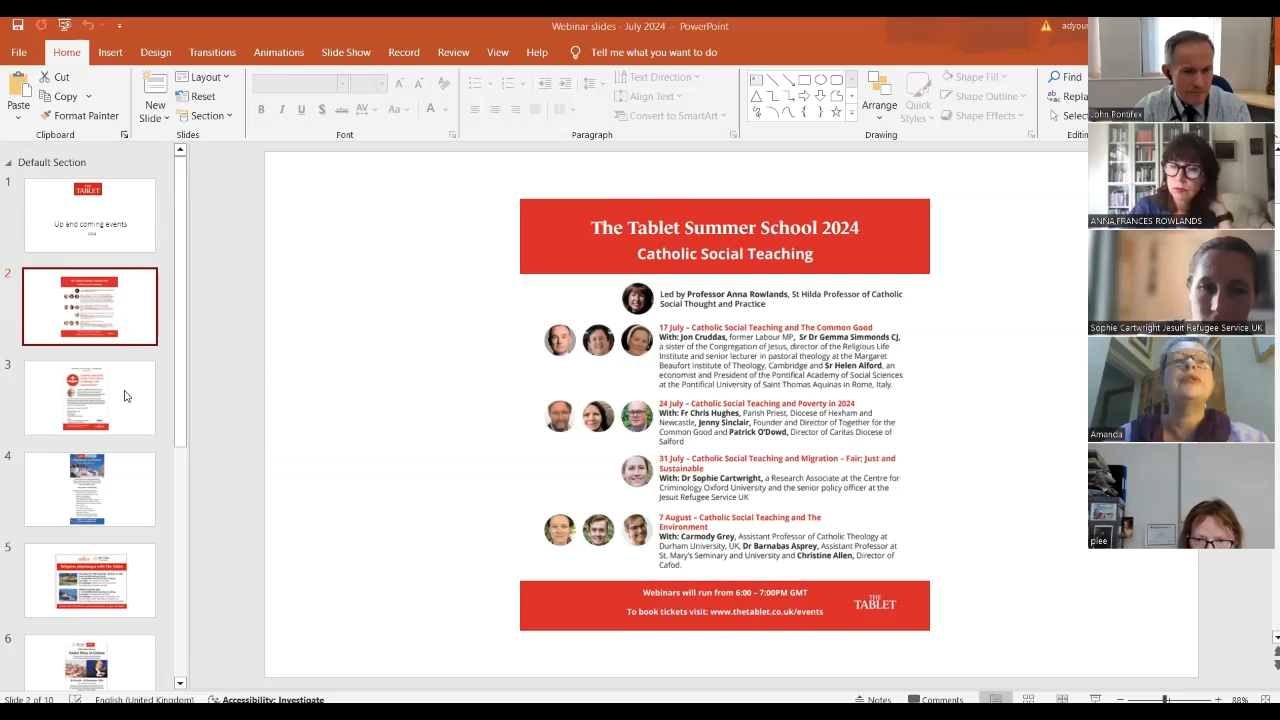 Webinar slides - July 2024 - PowerPoint
adyour
File Home Insert Design Transitions Animations Slide Show Record Review View Help Tell me what you want to do
Paste
Cut
Copy
Format Painter
Clipboard
New
Slide
Layout
Reset
Section
Slides
B I U S abc AV Aa A
Font
Text Direction
Align Text
Convert to SmartArt
Paragraph
Arrange
Quick
Styles
Shape Fill
Shape Outline
Shape Effects
Drawing
Find
Repla
Select
Editin
Default Section
1
THE
TABLET
Up and coming events
2
3
4
5
6
The Tablet Summer School 2024
Catholic Social Teaching
Led by Professor Anna Rowlands, St Hilda Professor of Catholic
Social Thought and Practice
17 July – Catholic Social Teaching and The Common Good
With: Jon Cruddas, former Labour MP, Sr Dr Gemma Simmonds CJ,
a sister of the Congregation of Jesus, director of the Religious Life
Institute and senior lecturer in pastoral theology at the Margaret
Beaufort Institute of Theology, Cambridge and Sr Helen Alford, an
economist and President of the Pontifical Academy of Social Sciences
at the Pontifical University of Saint Thomas Aquinas in Rome, Italy.
24 July – Catholic Social Teaching and Poverty in 2024
With: Fr Chris Hughes, Parish Priest, Diocese of Hexham and
Newcastle, Jenny Sinclair, Founder and Director of Together for the
Common Good and Patrick O'Dowd, Director of Caritas Diocese of
Salford
31 July – Catholic Social Teaching and Migration – Fair; Just and
Sustainable
With: Dr Sophie Cartwright, a Research Associate at the Centre for
Criminology Oxford University and the senior policy officer at the
Jesuit Refugee Service UK
7 August – Catholic Social Teaching and The
Environment
With: Carmody Grey, Assistant Professor of Catholic Theology at
Durham University, UK, Dr Barnabas Asprey, Assistant Professor at
St. Mary's Seminary and University and Christine Allen, Director of
Cafod.
Webinars will run from 6:00 – 7:00PM GMT
To book tickets visit: www.thetablet.co.uk/events
THE
TABLET
John Pontifex
ANNA FRANCES ROWLANDS
Sophie Cartwright Jesuit Refugee Service UK
Amanda
plee
Slide 2 of 10 English (United Kingdom) Accessibility: Investigate Notes Comments 88%